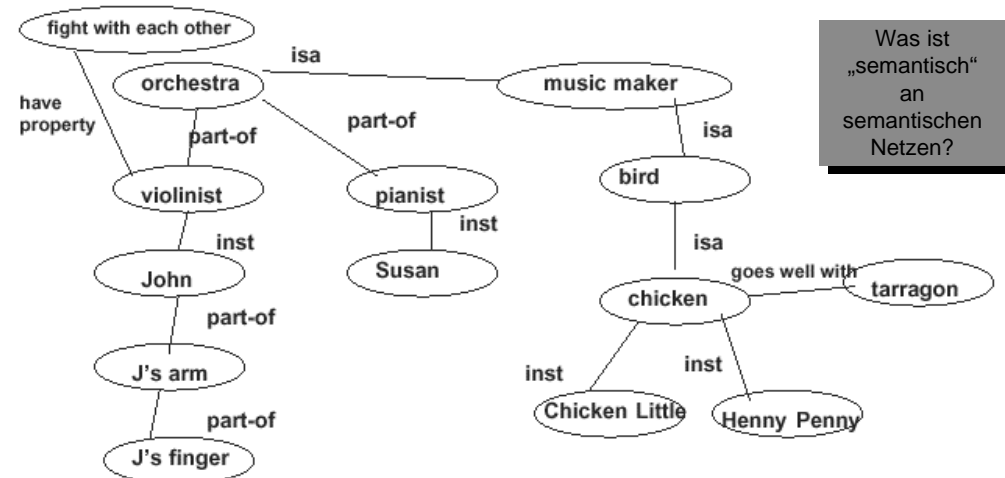 fight with each other
isa
orchestra
music maker
have
property
part-of
part-of
isa
violinist
pianist
bird
inst
inst
isa
John
Susan
goes well with
tarragon
chicken
part-of
J's arm
inst
inst
Chicken Little
Henny Penny
part-of
J's finger
Was ist
„semantisch“
an
semantischen
Netzen?